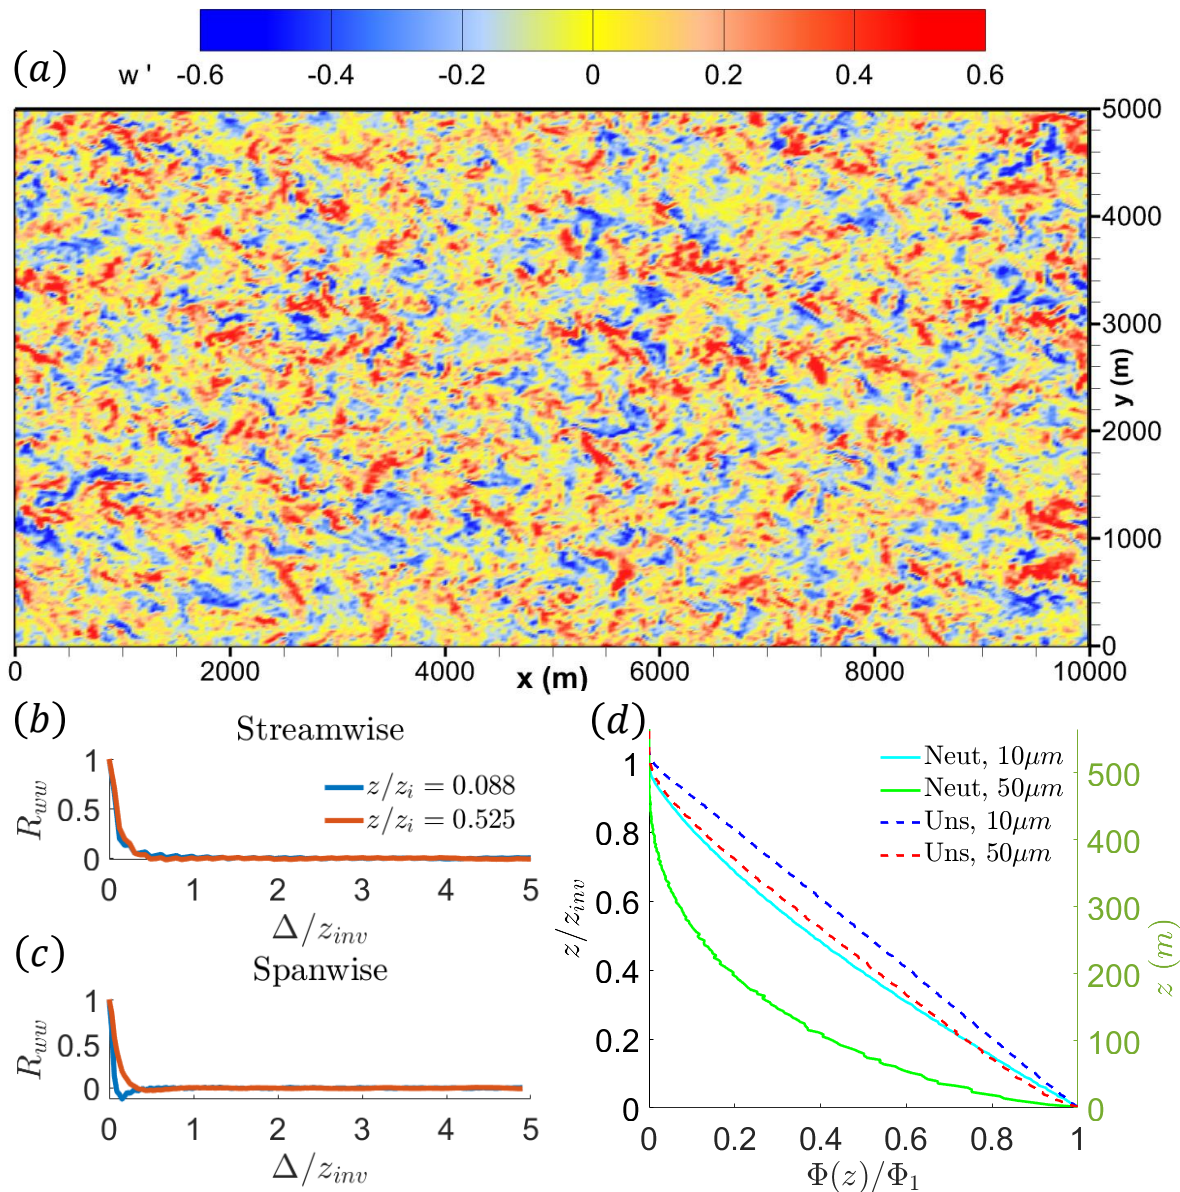 (a)
w ' -0.6 -0.4 -0.2 0 0.2 0.4 0.6
5000
4000
3000
2000
1000
0
y (m)
0 2000 4000 6000 8000 10000
x (m)
(b)
Streamwise
1
0.5
0
R_ww
z/z_i = 0.088
z/z_i = 0.525
0 1 2 3 4 5
Δ/z_inv
(c)
Spanwise
1
0.5
0
R_ww
0 1 2 3 4 5
Δ/z_inv
(d)
Neut, 10μm
Neut, 50μm
Uns, 10μm
Uns, 50μm
1
0.8
0.6
0.4
0.2
0
z/z_inv
500
400
300
200
100
0
z (m)
0 0.2 0.4 0.6 0.8 1
Φ(z)/Φ_1